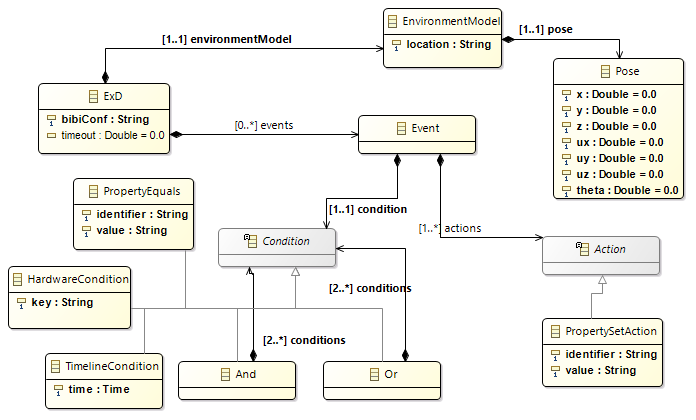 EnvironmentModel
location : String
[1..1] environmentModel
[1..1] pose
ExD
bibiConf : String
timeout : Double = 0.0
Pose
x : Double = 0.0
y : Double = 0.0
z : Double = 0.0
ux : Double = 0.0
uy : Double = 0.0
uz : Double = 0.0
theta : Double = 0.0
[0..*] events
Event
PropertyEquals
identifier : String
value : String
[1..1] condition
[1..*] actions
Condition
Action
HardwareCondition
key : String
[2..*] conditions
[2..*] conditions
TimelineCondition
time : Time
And
Or
PropertySetAction
identifier : String
value : String